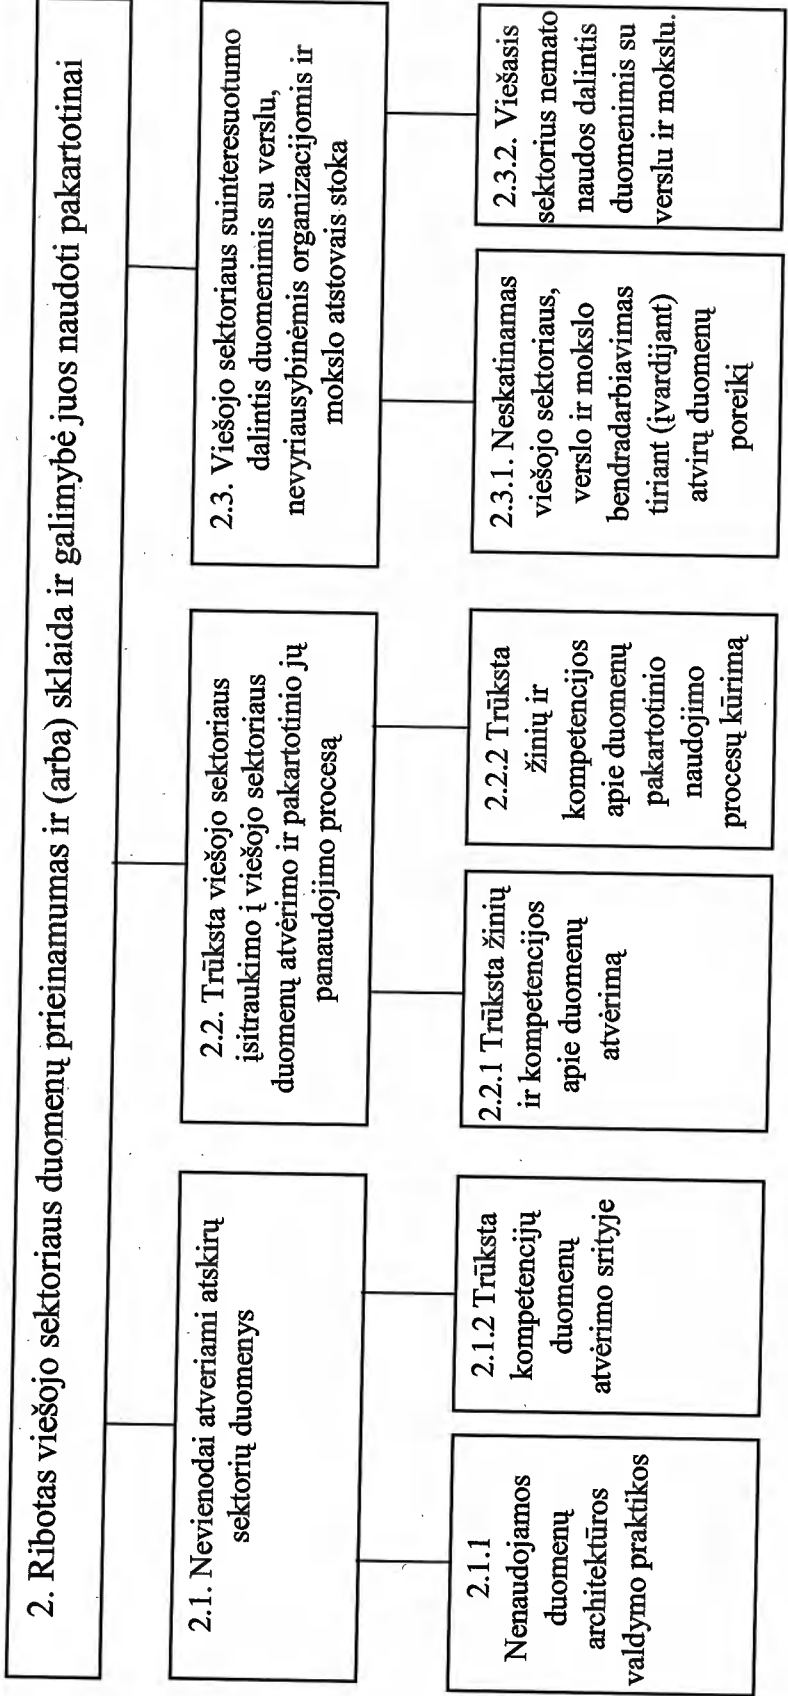 2. Ribotas viešojo sektoriaus duomenų prieinamumas ir (arba) sklaida ir galimybė juos naudoti pakartotinai
2.1. Nevienodai atveriami atskirų
sektorių duomenys
2.1.1
Nenaudojamos
duomenų
architektūros
valdymo praktikos
2.1.2 Trūksta
kompetencijų
duomenų
atvėrimo srityje
2.2. Trūksta viešojo sektoriaus
įsitraukimo į viešojo sektoriaus
duomenų atvėrimo ir pakartotinio jų
panaudojimo procesą
2.2.1 Trūksta žinių
ir kompetencijos
apie duomenų
atvėrimą
2.2.2 Trūksta
žinių ir
kompetencijos
apie duomenų
pakartotinio
naudojimo
procesų kūrimą
2.3. Viešojo sektoriaus suinteresuotumo
dalintis duomenimis su verslu,
nevyriausybinėmis organizacijomis ir
mokslo atstovais stoka
2.3.1. Neskatinamas
viešojo sektoriaus,
verslo ir mokslo
bendradarbiavimas
tiriant (įvardijant)
atvirų duomenų
poreikį
2.3.2. Viešasis
sektorius nemato
naudos dalintis
duomenimis su
verslu ir mokslu.